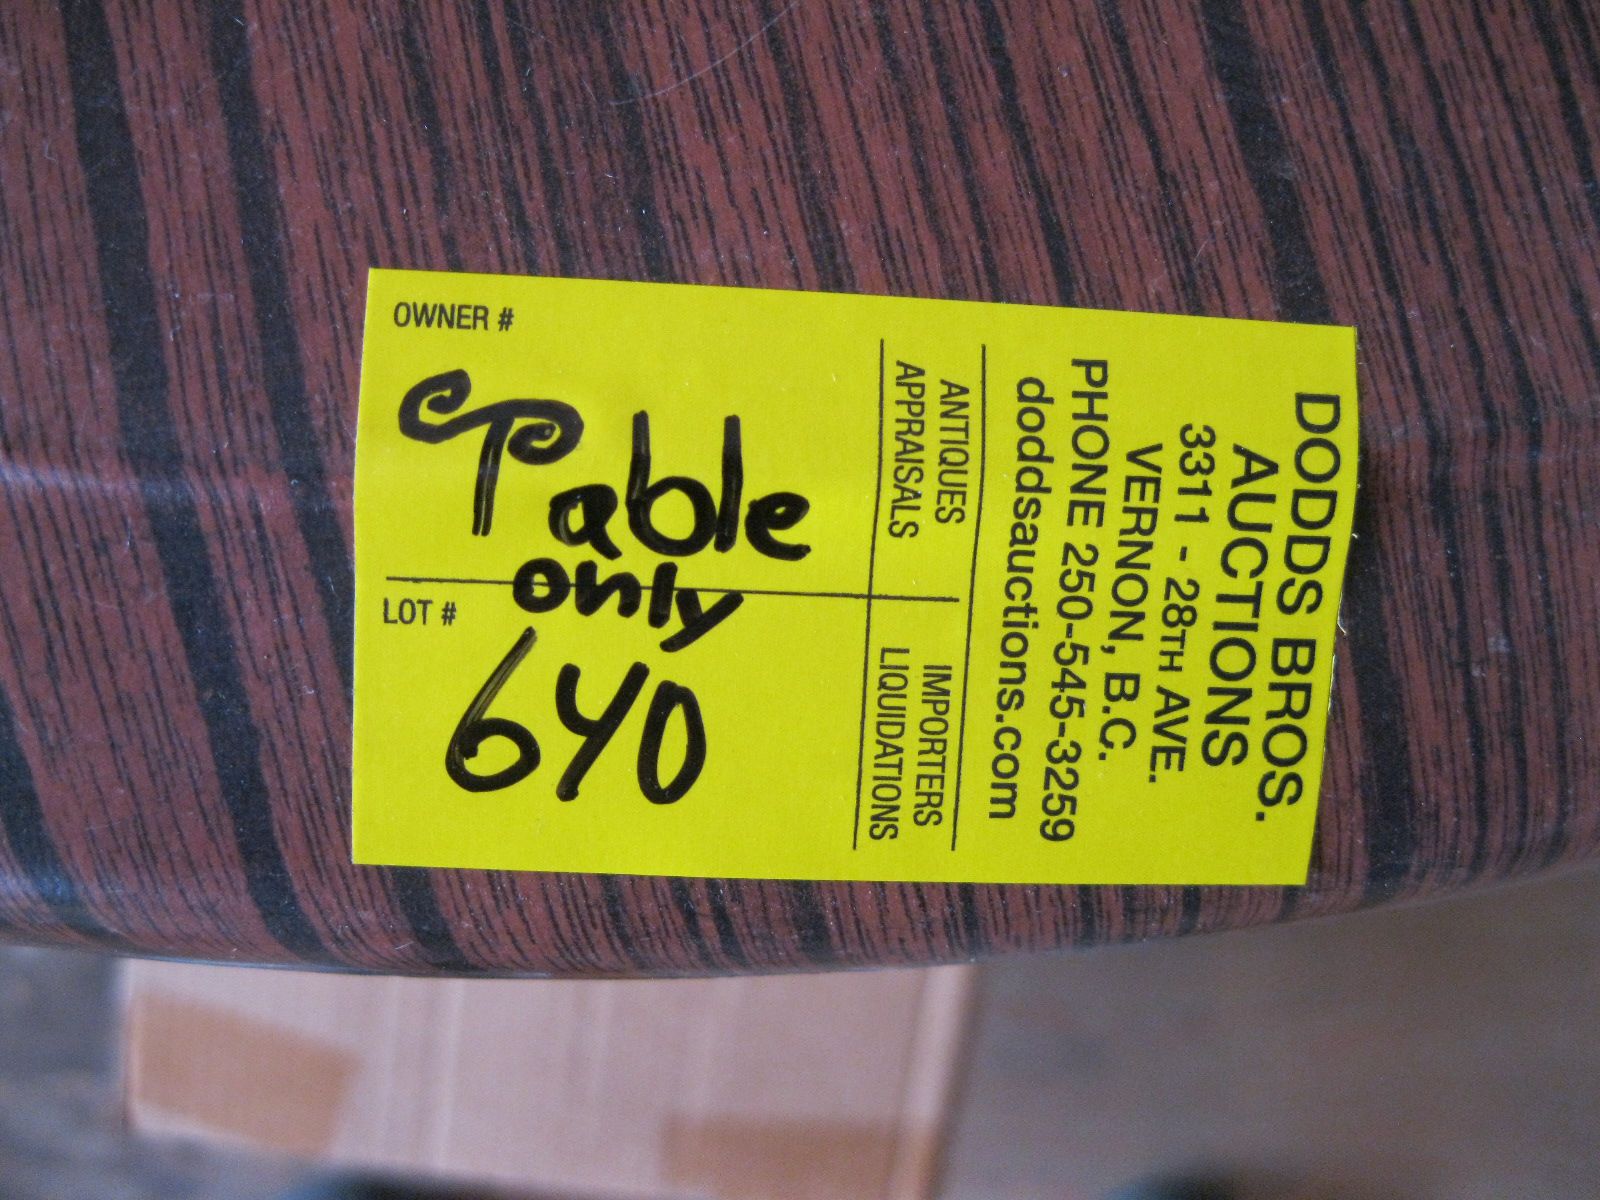 DODDS BROS.
AUCTIONS
3311 - 28TH AVE.
VERNON, B.C.
PHONE 250-545-3259
doddsauctions.com
ANTIQUES
APPRAISALS
IMPORTERS
LIQUIDATIONS
OWNER #
Table
only
LOT #
640